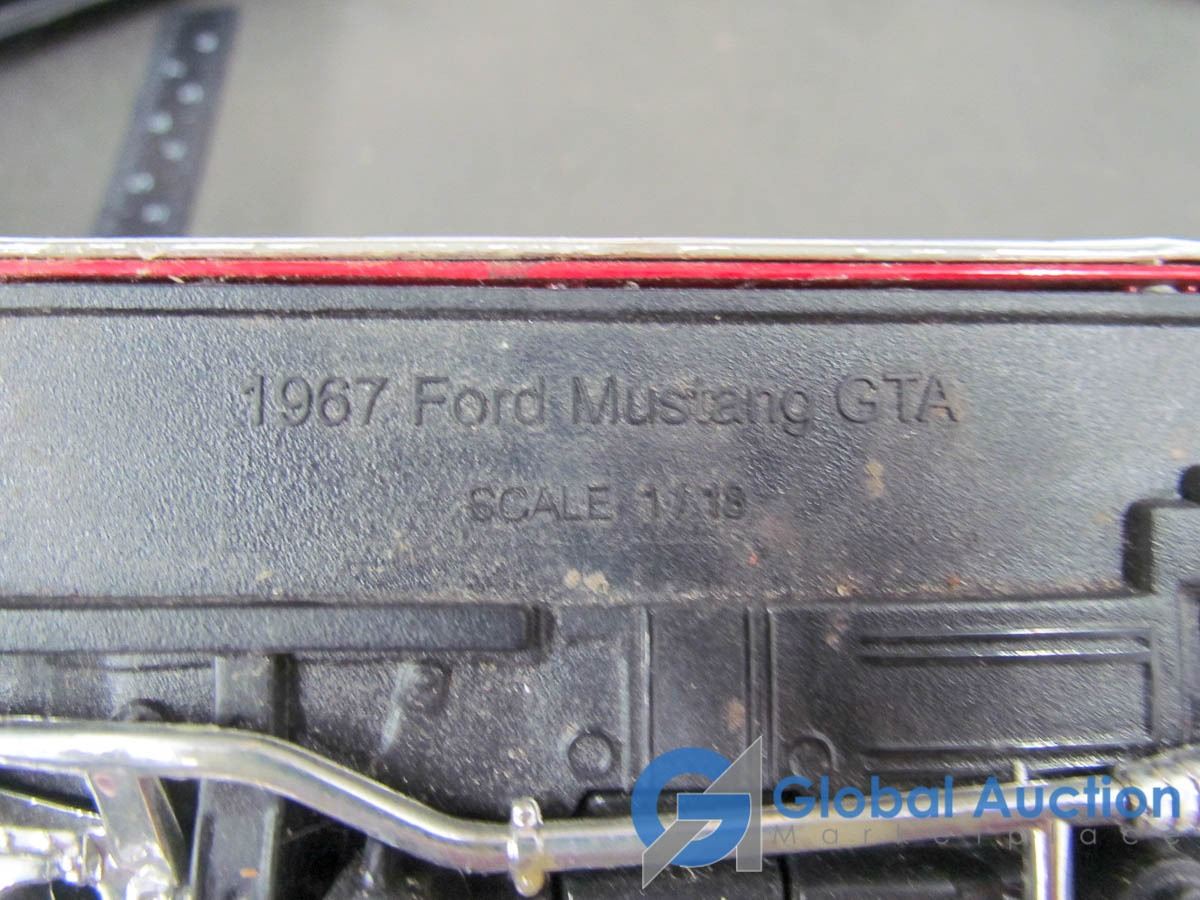 1967 Ford Mustang GTA
SCALE 1/18
Global Auction
Marketplace